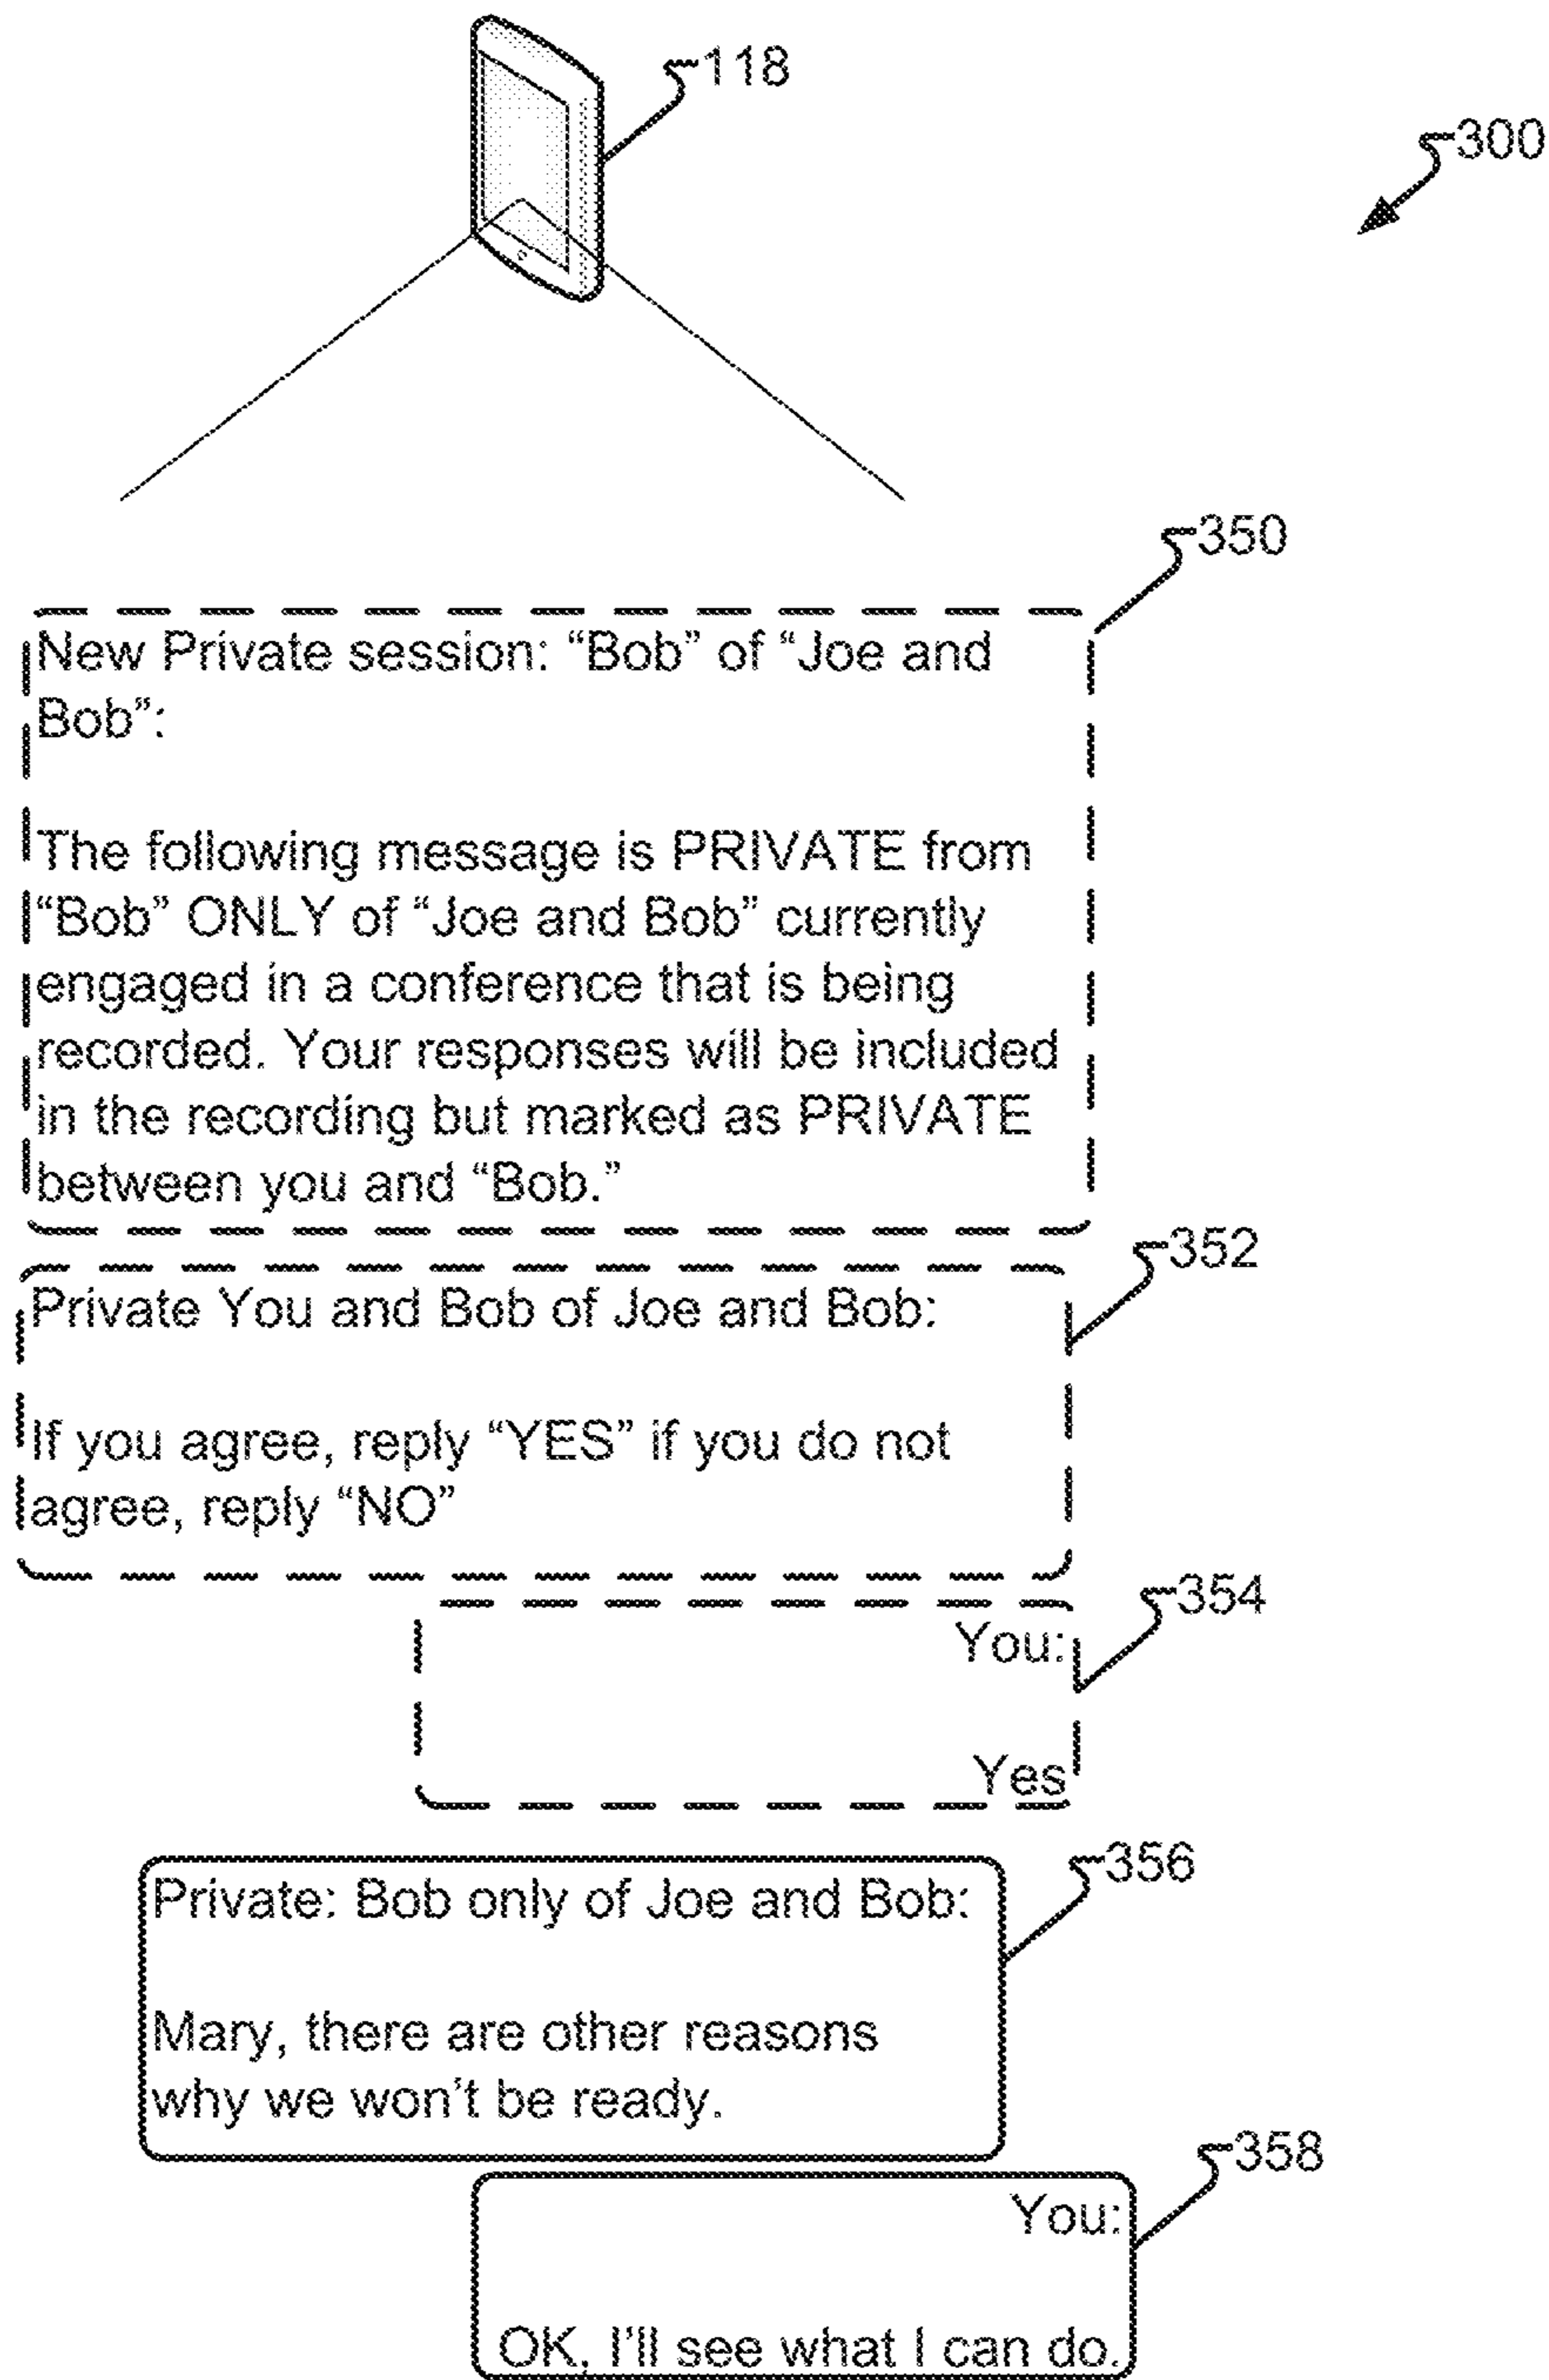 118
300
350
New Private session: “Bob” of “Joe and
Bob”:
The following message is PRIVATE from
“Bob” ONLY of “Joe and Bob” currently
engaged in a conference that is being
recorded. Your responses will be included
in the recording but marked as PRIVATE
between you and “Bob.”
352
Private You and Bob of Joe and Bob:
If you agree, reply “YES” if you do not
agree, reply “NO”
354
You:
Yes
356
Private: Bob only of Joe and Bob:
Mary, there are other reasons
why we won’t be ready.
358
You:
OK, I’ll see what I can do.